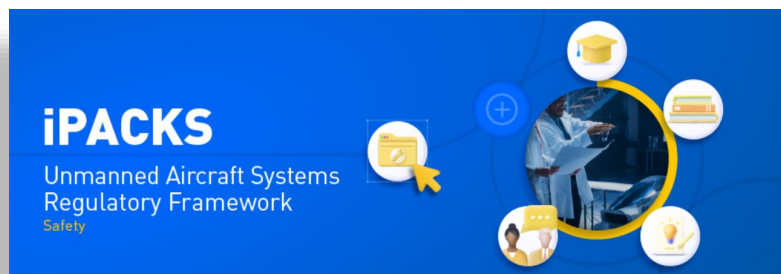 iPACKS
Unmanned Aircraft Systems
Regulatory Framework
Safety